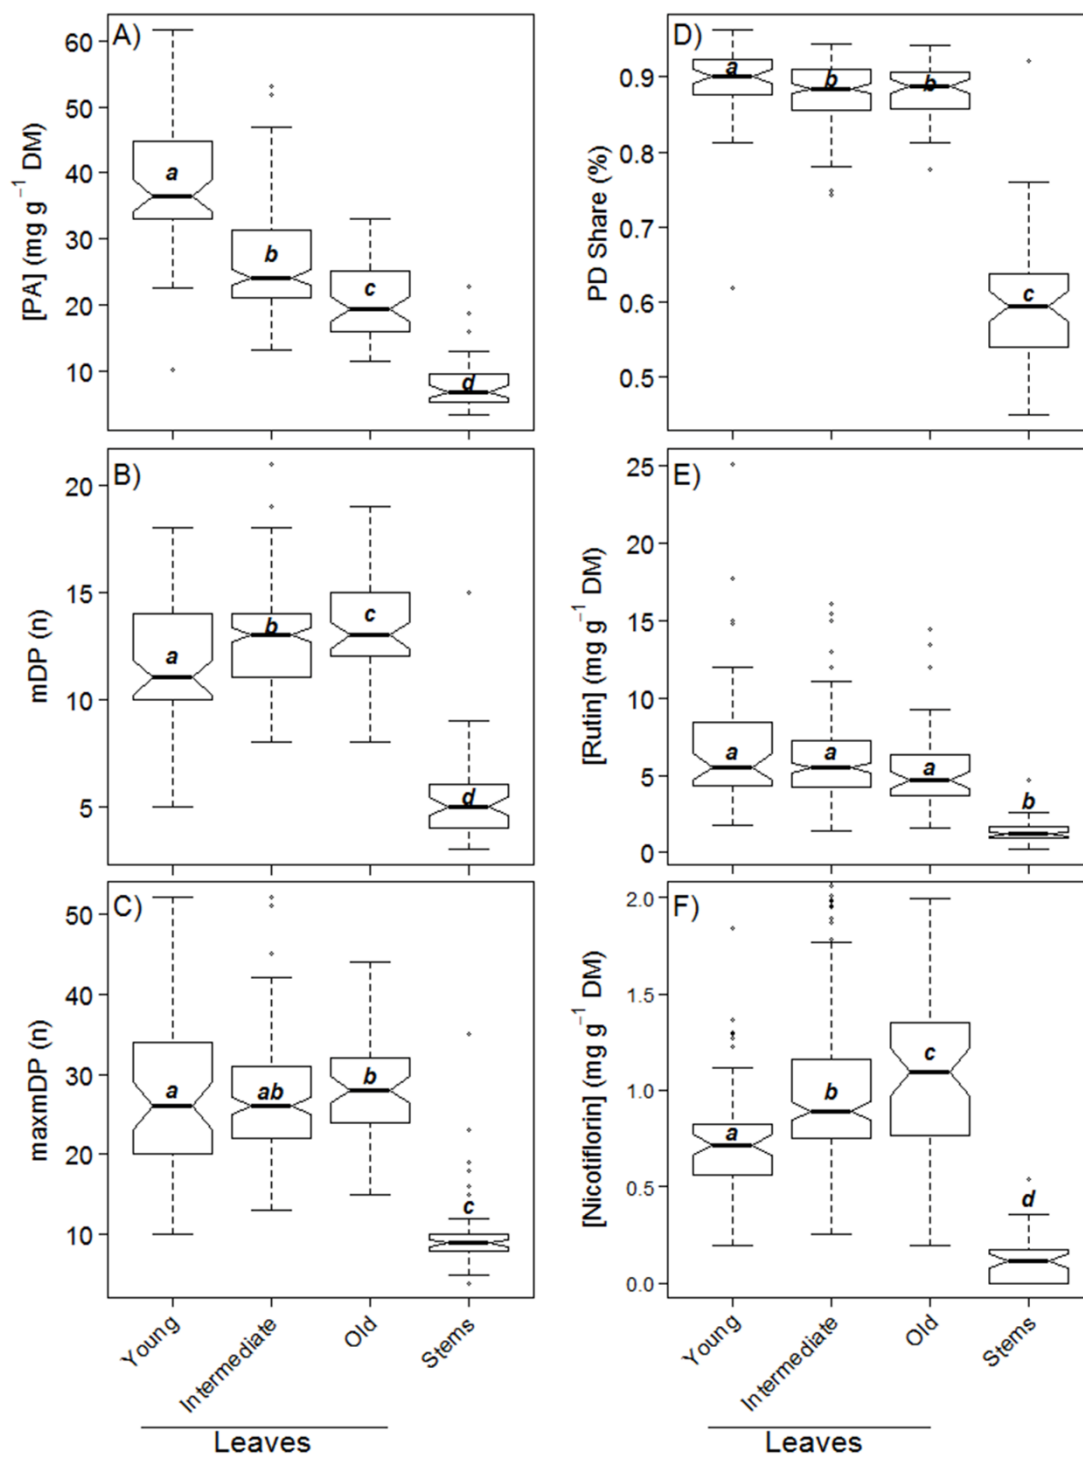 A)
60
50
40
30
20
10
[PA] (mg g⁻¹ DM)
a
b
c
d
B)
20
15
10
5
mDP (n)
a
b
c
d
C)
50
40
30
20
10
maxmDP (n)
a
ab
b
c
Young
Intermediate
Old
Stems
Leaves
D)
0.9
0.8
0.7
0.6
0.5
PD Share (%)
a
b
b
c
E)
25
20
15
10
5
0
[Rutin] (mg g⁻¹ DM)
a
a
a
b
F)
2.0
1.5
1.0
0.5
0.0
[Nicotiflorin] (mg g⁻¹ DM)
a
b
c
d
Young
Intermediate
Old
Stems
Leaves